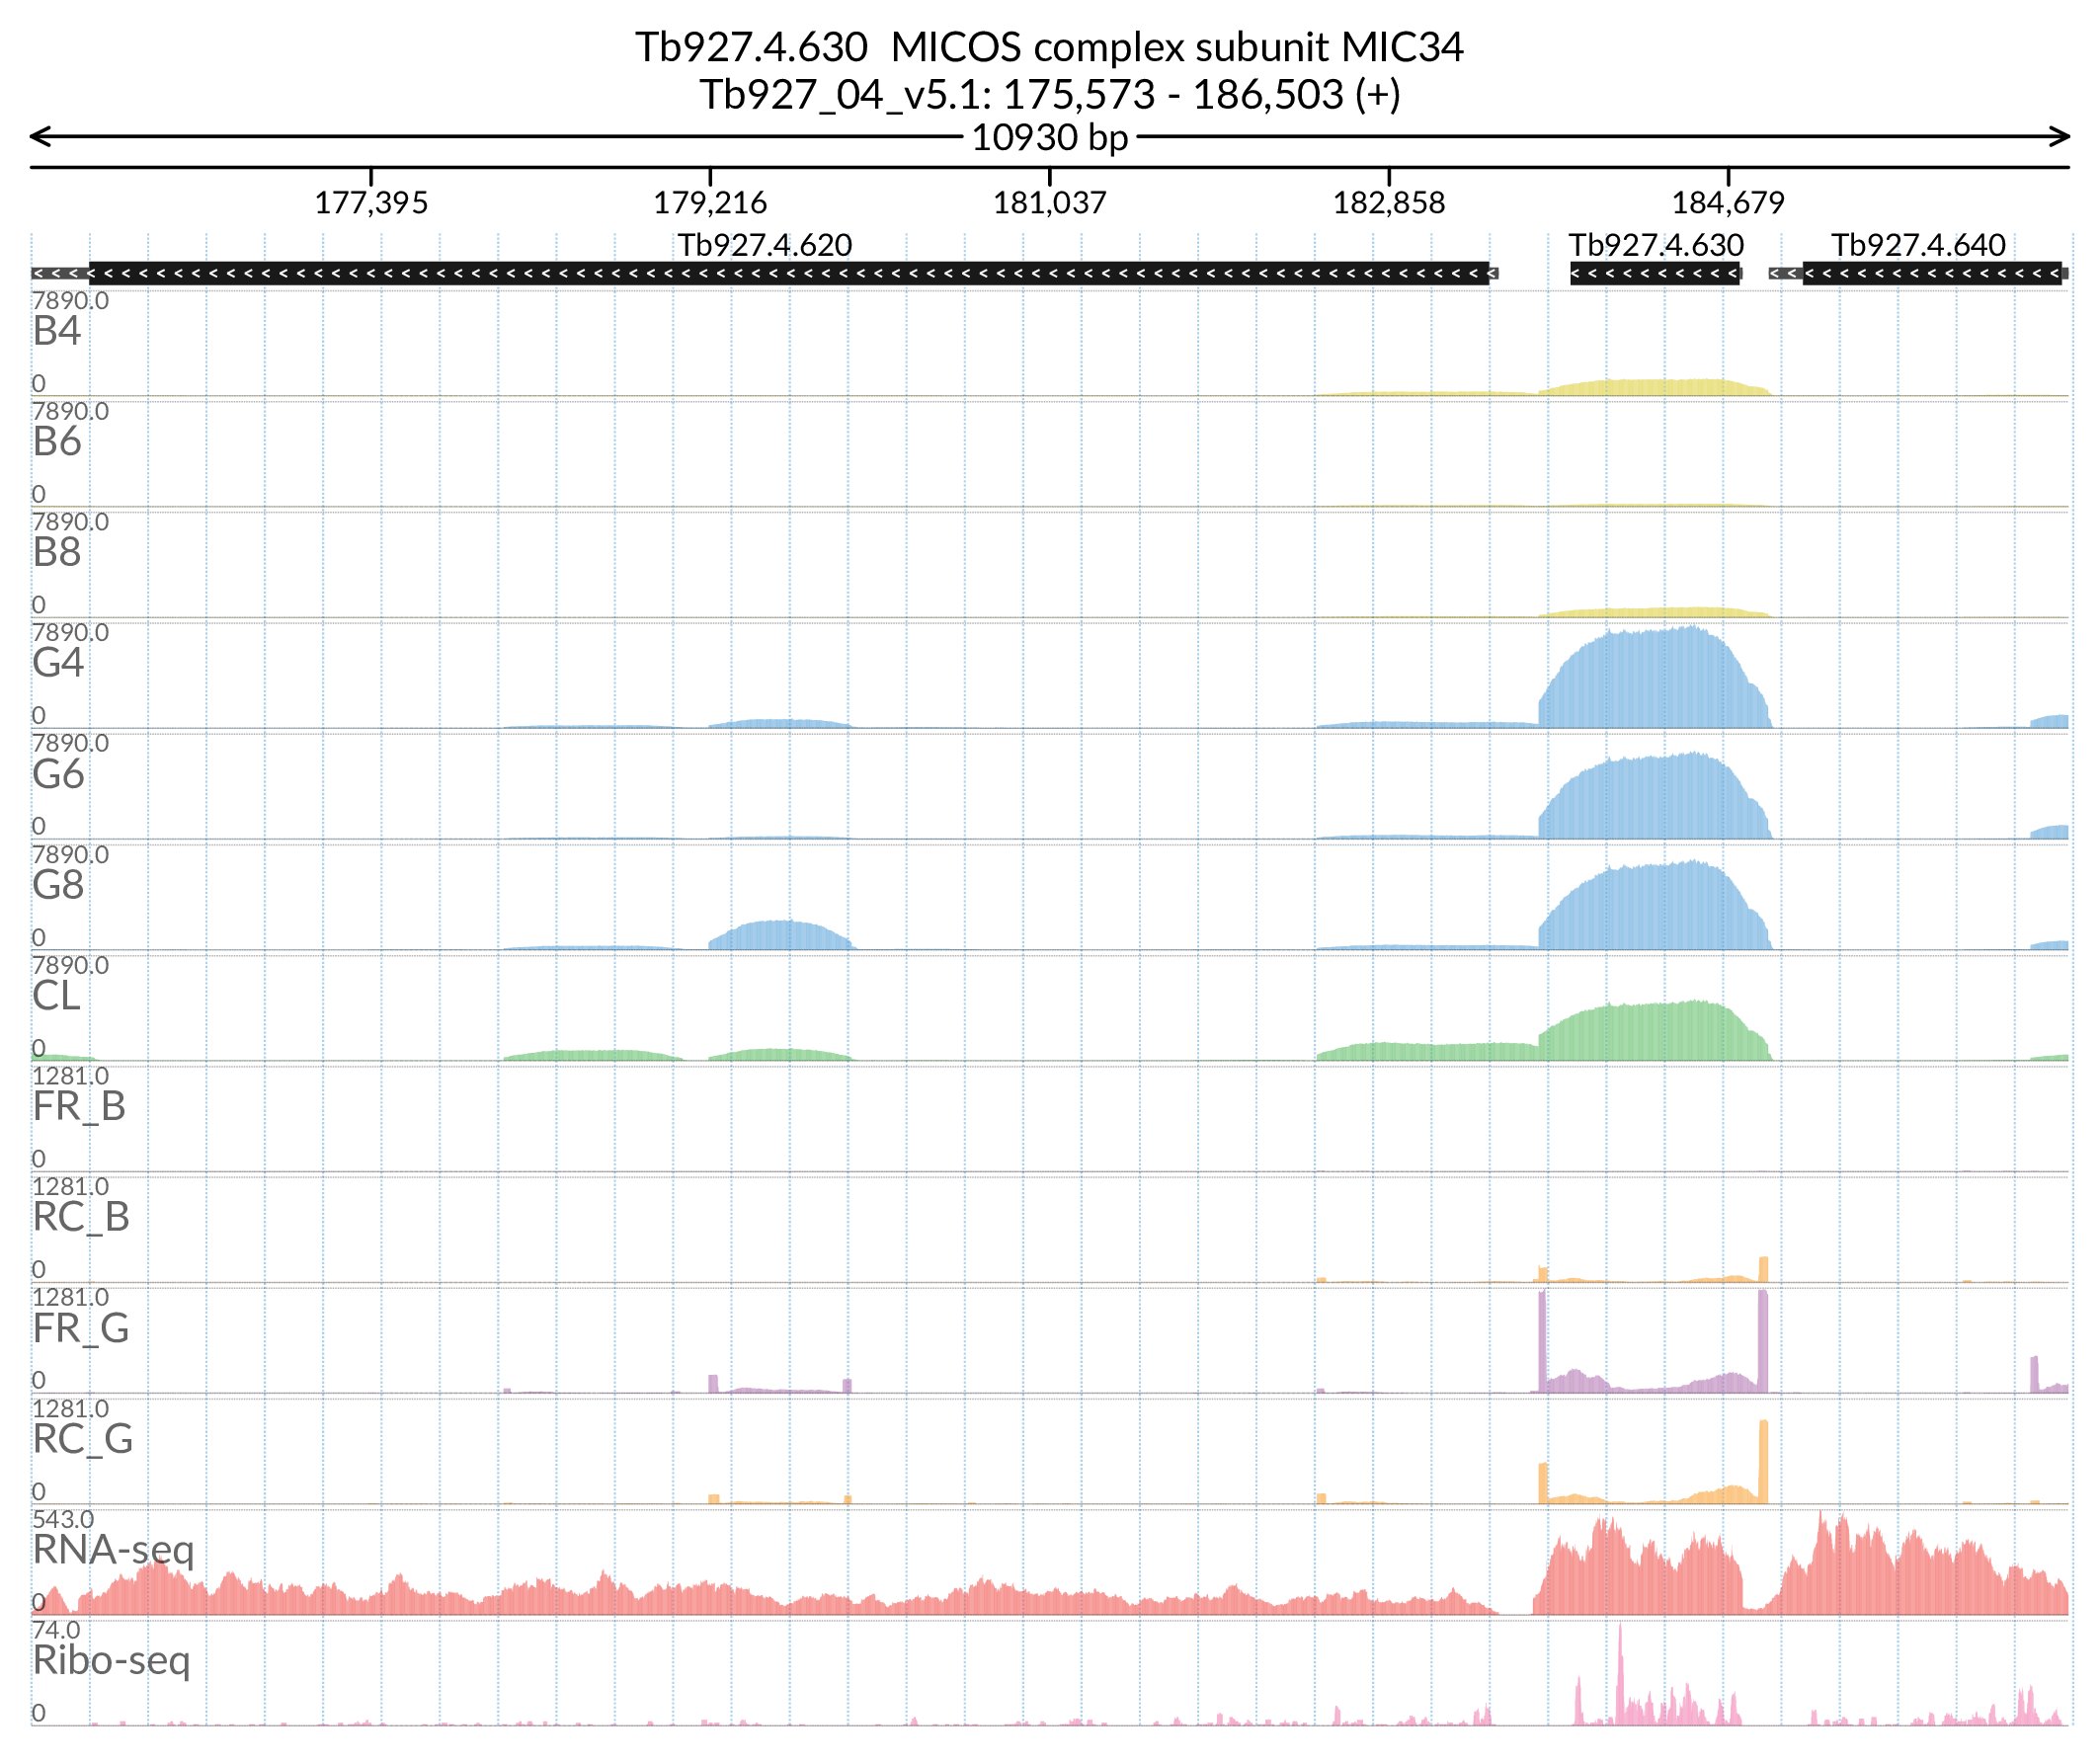 Tb927.4.630  MICOS complex subunit MIC34
Tb927_04_v5.1: 175,573 - 186,503 (+)
10930 bp
177,395 179,216 181,037 182,858 184,679
Tb927.4.620 Tb927.4.630 Tb927.4.640
7890.0
B4
0
7890.0
B6
0
7890.0
B8
0
7890.0
G4
0
7890.0
G6
0
7890.0
G8
0
7890.0
CL
0
1281.0
FR_B
0
1281.0
RC_B
0
1281.0
FR_G
0
1281.0
RC_G
0
543.0
RNA-seq
0
74.0
Ribo-seq
0